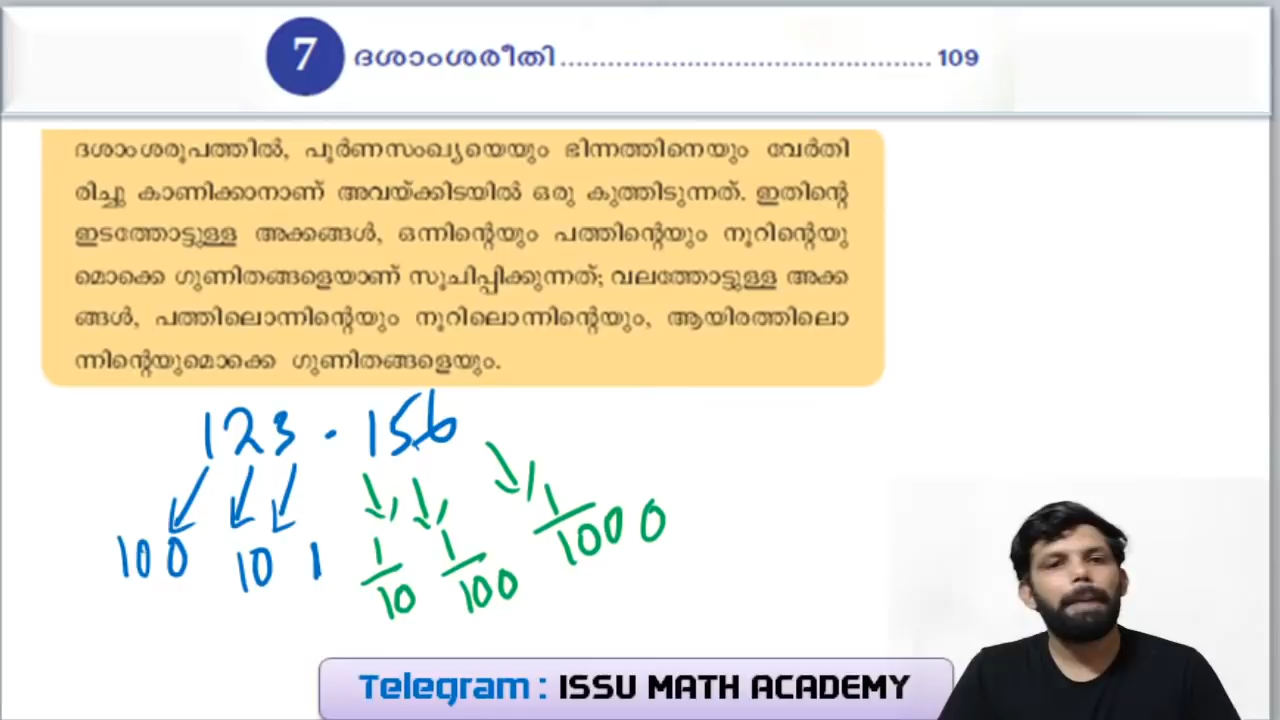 7 ദശാംശരീതി ................................................ 109
ദശാംശരൂപത്തിൽ, പൂർണസംഖ്യയെയും ഭിന്നത്തിനെയും വേർതി
രിച്ചു കാണിക്കാനാണ് അവയ്ക്കിടയിൽ ഒരു കുത്തിടുന്നത്. ഇതിന്റെ
ഇടത്തോട്ടുള്ള അക്കങ്ങൾ, ഒന്നിന്റെയും പത്തിന്റെയും നൂറിന്റെയു
മൊക്കെ ഗുണിതങ്ങളെയാണ് സൂചിപ്പിക്കുന്നത്; വലത്തോട്ടുള്ള അക്ക
ങ്ങൾ, പത്തിലൊന്നിന്റെയും നൂറിലൊന്നിന്റെയും, ആയിരത്തിലൊ
ന്നിന്റെയുമൊക്കെ ഗുണിതങ്ങളെയും.
123 . 156
100 10 1 1/10 1/100 1/1000
Telegram : ISSU MATH ACADEMY